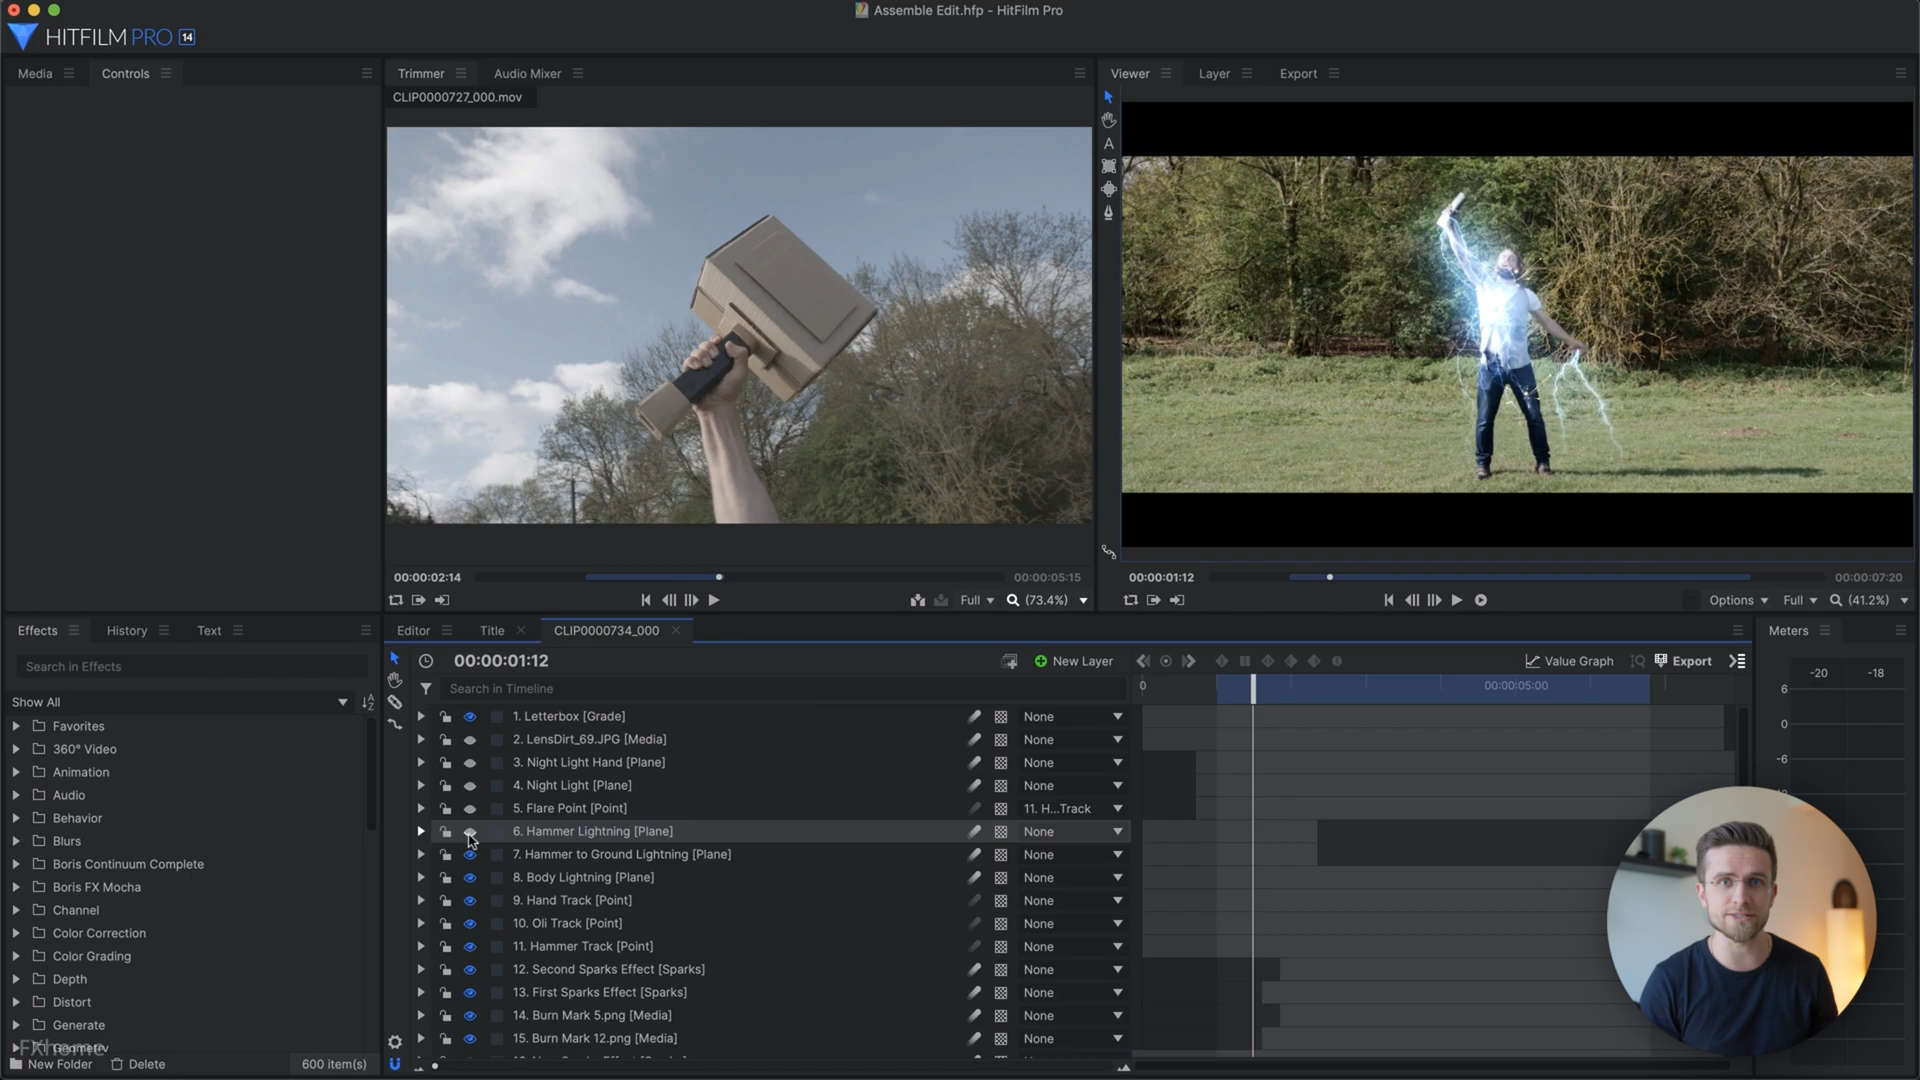 Assemble Edit.hfp - HitFilm Pro
HITFILM PRO 14
Media
Controls
Trimmer
Audio Mixer
Viewer
Layer
Export
CLIP0000727_000.mov
A
00:00:02:14
00:00:05:15
Full
(73.4%)
00:00:01:12
00:00:07:20
Options
Full
(41.2%)
Effects
History
Text
Editor
Title
CLIP0000734_000
Meters
Search in Effects
00:00:01:12
New Layer
Value Graph
Export
Search in Timeline
0
00:00:05:00
-20
-18
6
0
-6
Show All
Favorites
360° Video
Animation
Audio
Behavior
Blurs
Boris Continuum Complete
Boris FX Mocha
Channel
Color Correction
Color Grading
Depth
Distort
Generate
Geometry
FXhome
New Folder
Delete
600 item(s)
1. Letterbox [Grade]
None
2. LensDirt_69.JPG [Media]
None
3. Night Light Hand [Plane]
None
4. Night Light [Plane]
None
5. Flare Point [Point]
11. H...Track
6. Hammer Lightning [Plane]
None
7. Hammer to Ground Lightning [Plane]
None
8. Body Lightning [Plane]
None
9. Hand Track [Point]
None
10. Oli Track [Point]
None
11. Hammer Track [Point]
None
12. Second Sparks Effect [Sparks]
None
13. First Sparks Effect [Sparks]
None
14. Burn Mark 5.png [Media]
None
15. Burn Mark 12.png [Media]
None